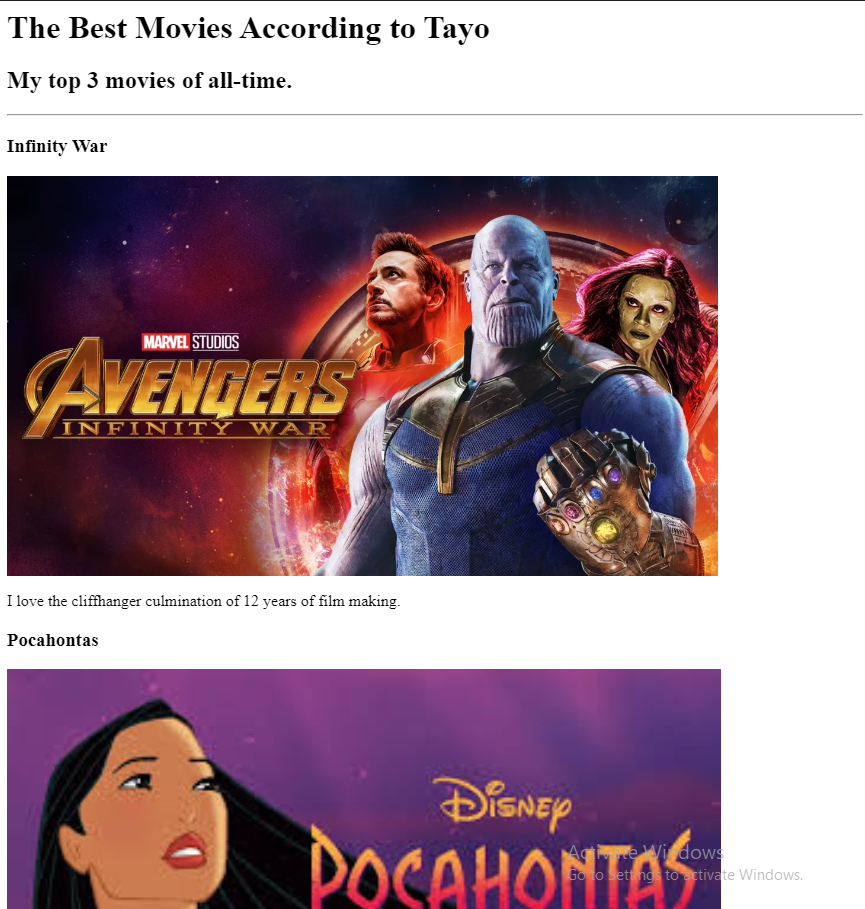 The Best Movies According to Tayo
My top 3 movies of all-time.
Infinity War
MARVEL STUDIOS
AVENGERS
INFINITY WAR
I love the cliffhanger culmination of 12 years of film making.
Pocahontas
Disney
POCAHONTAS
Activate Windows
Go to Settings to activate Windows.